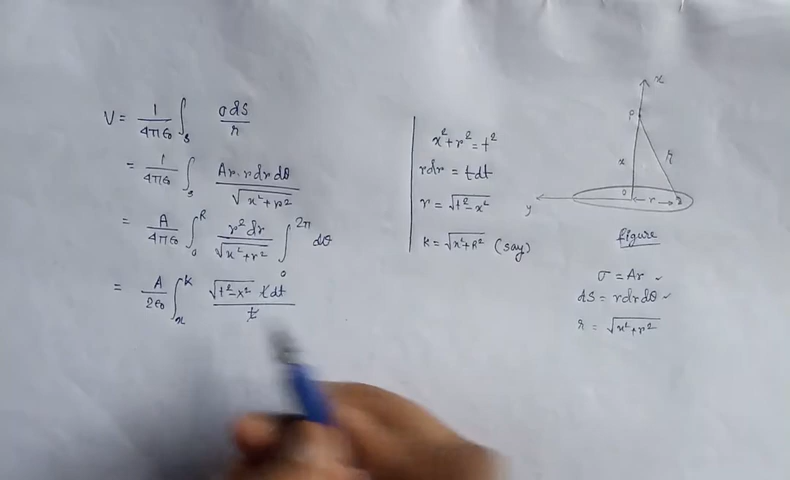 V = 1/4πε₀ ∫ₛ σdS/r
= 1/4πε₀ ∫ₛ Ar. rdrdθ/√x²+r²
= A/4πε₀ ∫₀ᴿ r²dr/√x²+r² ∫₀²π dθ
= A/2ε₀ ∫ₓᴷ √t²-x² tdt/t
x²+r²=t²
rdr = tdt
r = √t²-x²
K = √x²+R² (say)
x
P
x
r
O
r
y
figure
σ = Ar ✓
dS = rdrdθ ✓
r = √x²+r²